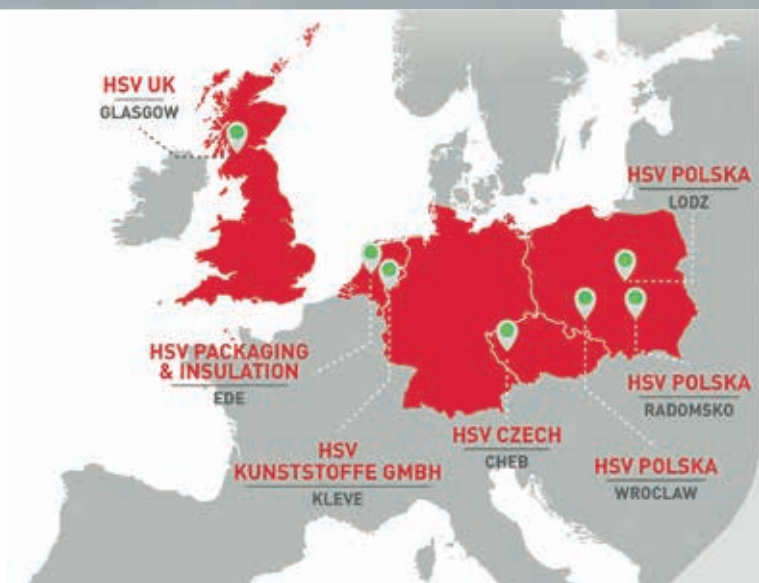 HSV UK
GLASGOW
HSV POLSKA
LODZ
HSV PACKAGING
& INSULATION
EDE
HSV POLSKA
RADOMSKO
HSV
KUNSTSTOFFE GMBH
KLEVE
HSV CZECH
CHEB
HSV POLSKA
WROCLAW